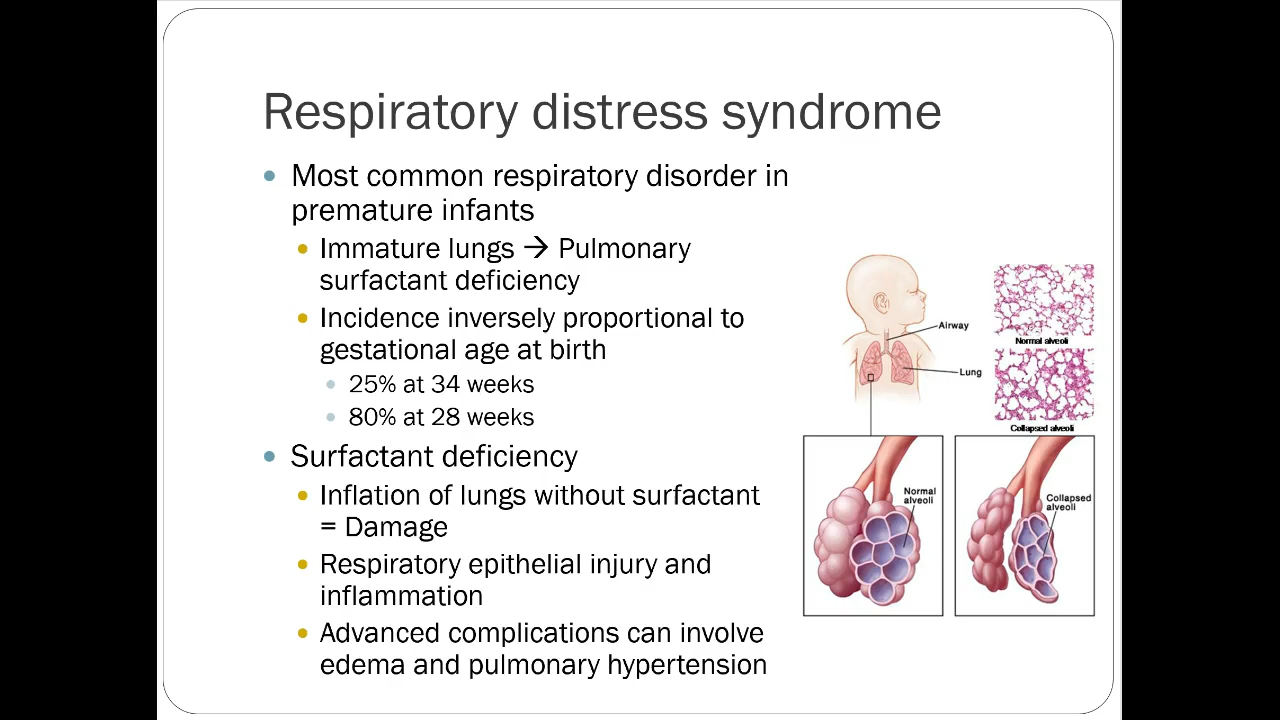 Respiratory distress syndrome
• Most common respiratory disorder in
premature infants
• Immature lungs → Pulmonary
surfactant deficiency
• Incidence inversely proportional to
gestational age at birth
• 25% at 34 weeks
• 80% at 28 weeks
• Surfactant deficiency
• Inflation of lungs without surfactant
= Damage
• Respiratory epithelial injury and
inflammation
• Advanced complications can involve
edema and pulmonary hypertension
Airway
Lung
Normal alveoli
Collapsed alveoli
Normal
alveoli
Collapsed
alveoli